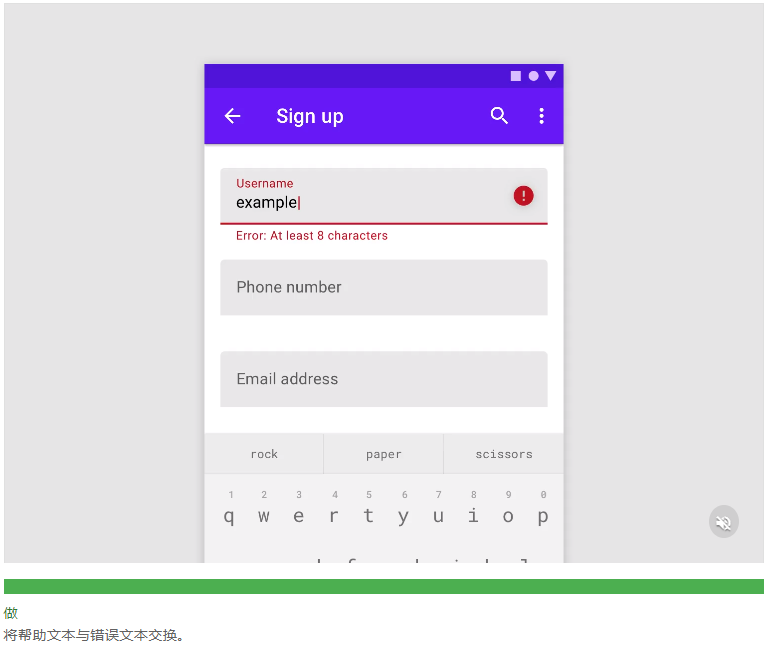 Sign up
Username
example
Error: At least 8 characters
Phone number
Email address
rock paper scissors
1 2 3 4 5 6 7 8 9 0
q w e r t y u i o p
做
将帮助文本与错误文本交换。